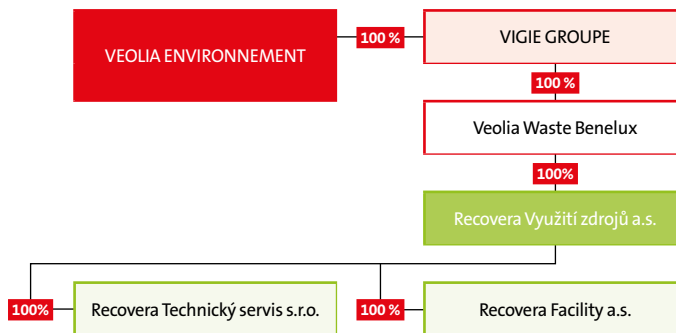 VEOLIA ENVIRONNEMENT
100 %
VIGIE GROUPE
100 %
Veolia Waste Benelux
100%
Recovera Využití zdrojů a.s.
100%
Recovera Technický servis s.r.o.
100 %
Recovera Facility a.s.